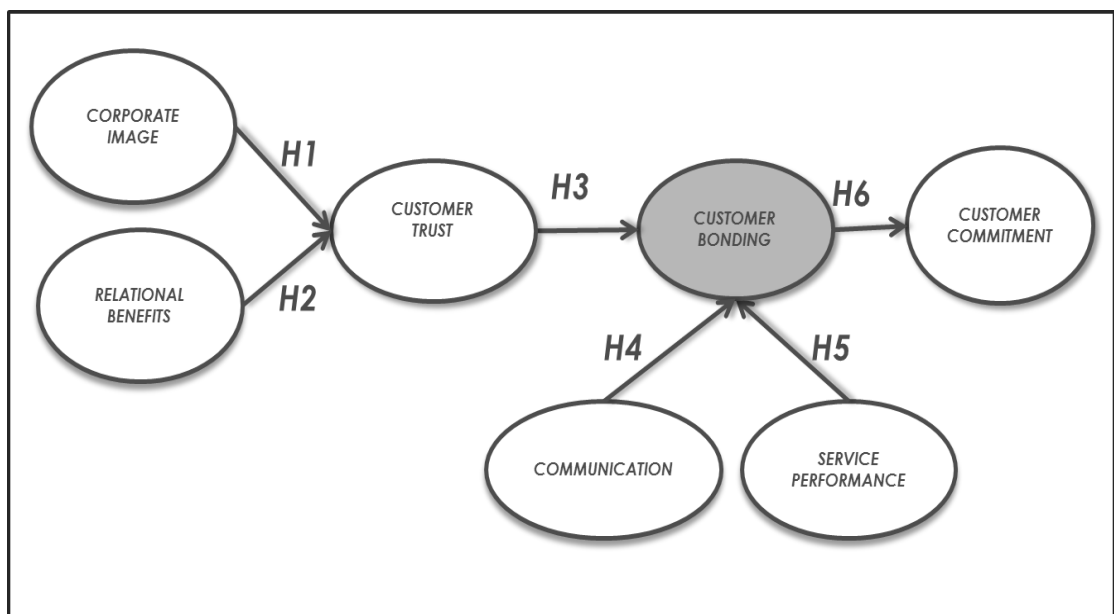 CORPORATE
IMAGE
H1
RELATIONAL
BENEFITS
H2
CUSTOMER
TRUST
H3
CUSTOMER
BONDING
H6
CUSTOMER
COMMITMENT
H4
H5
COMMUNICATION
SERVICE
PERFORMANCE